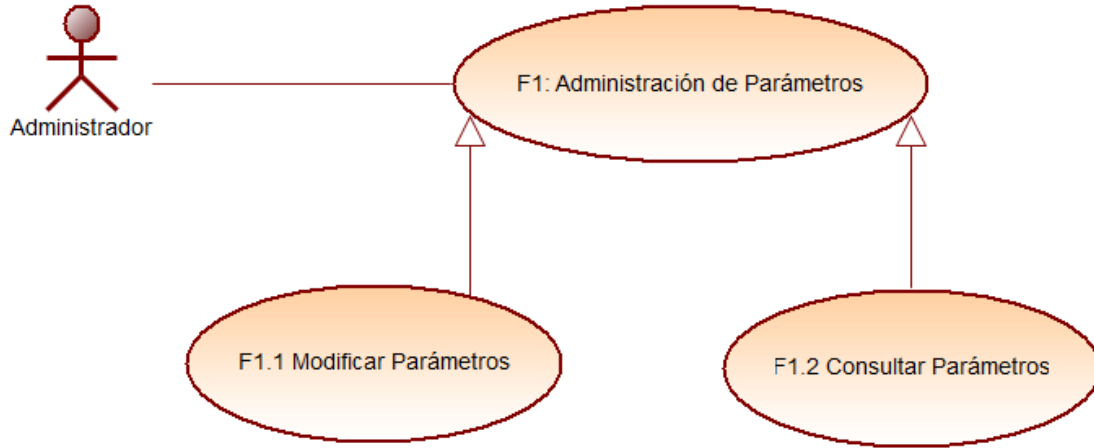 F1: Administración de Parámetros
Administrador
F1.1 Modificar Parámetros
F1.2 Consultar Parámetros